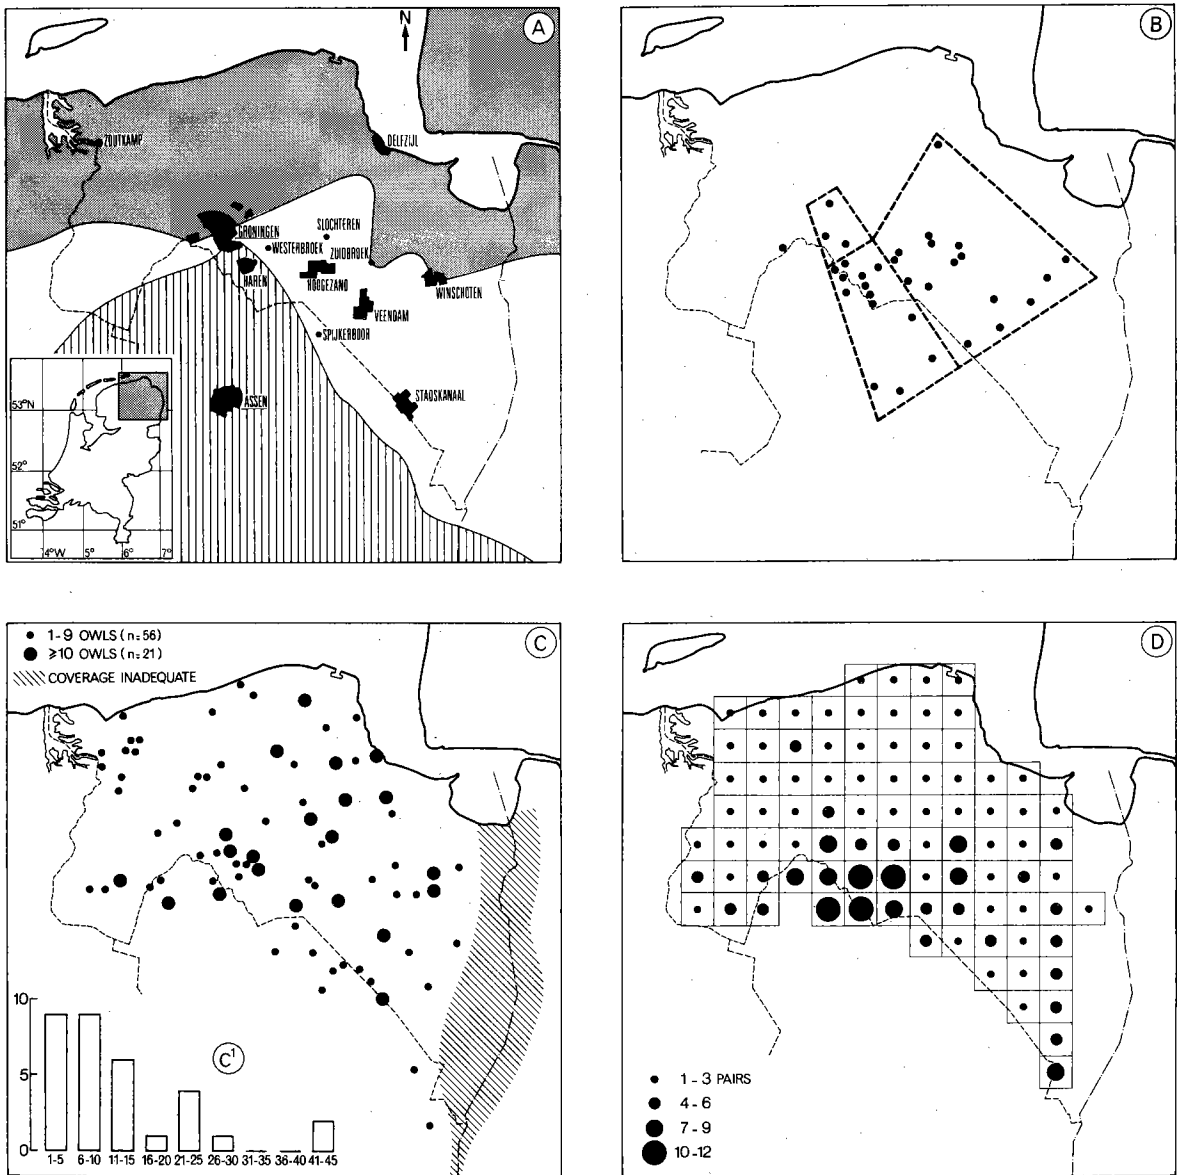 N
A
ZOUTKAMP
DELFZIJL
GRONINGEN
SLOCHTEREN
WESTERBROEK
ZUIDBROEK
HAREN
HOOGEZAND
WINSCHOTEN
VEENDAM
SPIJKERBOOR
ASSEN
STADSKANAAL
53°N
52°
51°
4°W 5° 6° 7°
B
C
1-9 OWLS (n=56)
≥10 OWLS (n=21)
COVERAGE INADEQUATE
10
5
0
C1
1-5 6-10 11-15 16-20 21-25 26-30 31-35 36-40 41-45
D
1-3 PAIRS
4-6
7-9
10-12